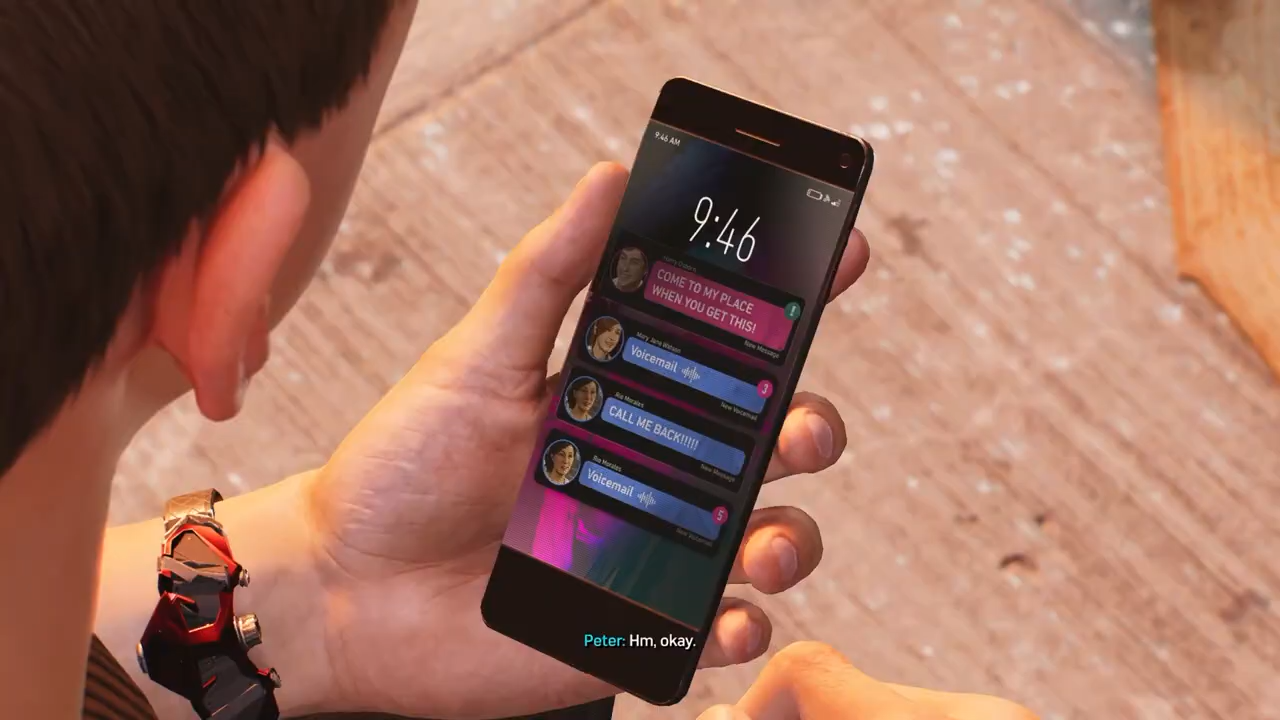 9:46 AM
9:46
Harry Osborn
COME TO MY PLACE
WHEN YOU GET THIS!
!
New Message
Mary Jane Watson
Voicemail
3
New Voicemail
Rio Morales
CALL ME BACK!!!!!
New Message
Rio Morales
Voicemail
5
New Voicemail
Peter: Hm, okay.